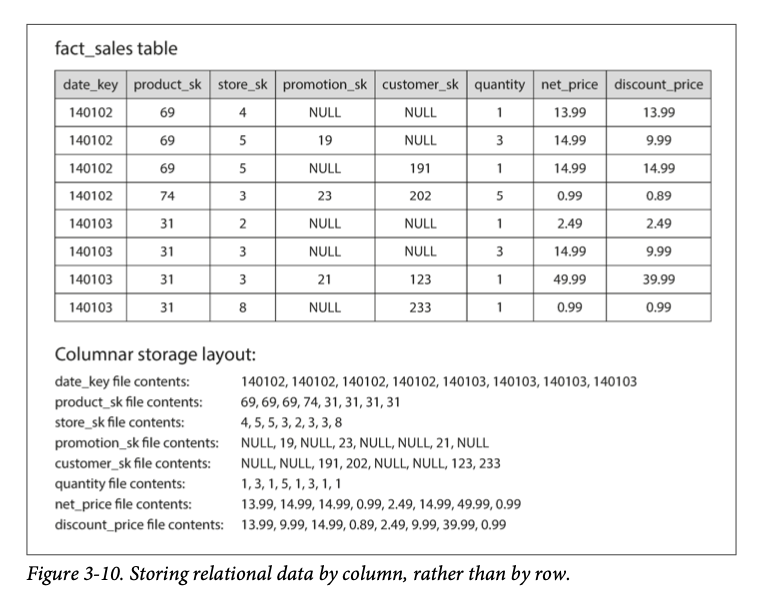 fact_sales table
date_key product_sk store_sk promotion_sk customer_sk quantity net_price discount_price
140102 69 4 NULL NULL 1 13.99 13.99
140102 69 5 19 NULL 3 14.99 9.99
140102 69 5 NULL 191 1 14.99 14.99
140102 74 3 23 202 5 0.99 0.89
140103 31 2 NULL NULL 1 2.49 2.49
140103 31 3 NULL NULL 3 14.99 9.99
140103 31 3 21 123 1 49.99 39.99
140103 31 8 NULL 233 1 0.99 0.99
Columnar storage layout:
date_key file contents: 140102, 140102, 140102, 140102, 140103, 140103, 140103, 140103
product_sk file contents: 69, 69, 69, 74, 31, 31, 31, 31
store_sk file contents: 4, 5, 5, 3, 2, 3, 3, 8
promotion_sk file contents: NULL, 19, NULL, 23, NULL, NULL, 21, NULL
customer_sk file contents: NULL, NULL, 191, 202, NULL, NULL, 123, 233
quantity file contents: 1, 3, 1, 5, 1, 3, 1, 1
net_price file contents: 13.99, 14.99, 14.99, 0.99, 2.49, 14.99, 49.99, 0.99
discount_price file contents: 13.99, 9.99, 14.99, 0.89, 2.49, 9.99, 39.99, 0.99
Figure 3-10. Storing relational data by column, rather than by row.